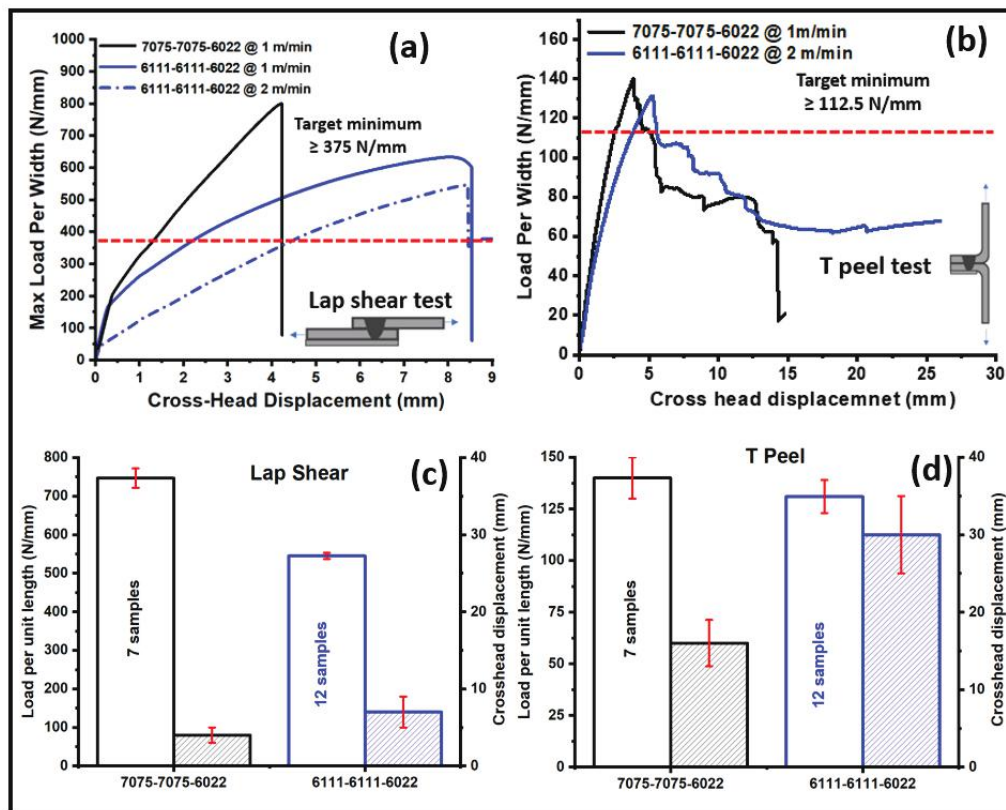 (a)
7075-7075-6022 @ 1 m/min
6111-6111-6022 @ 1 m/min
6111-6111-6022 @ 2 m/min
Target minimum
≥ 375 N/mm
Lap shear test
Max Load Per Width (N/mm)
1000
900
800
700
600
500
400
300
200
100
0
0 1 2 3 4 5 6 7 8 9
Cross-Head Displacement (mm)
(b)
7075-7075-6022 @ 1m/min
6111-6111-6022 @ 2 m/min
Target minimum
≥ 112.5 N/mm
T peel test
Load Per Width (N/mm)
160
140
120
100
80
60
40
20
0
0 5 10 15 20 25 30
Cross head displacemnet (mm)
(c)
Lap Shear
Load per unit length (N/mm)
800
750
700
650
600
550
500
450
400
350
300
250
200
150
100
50
0
7 samples
12 samples
40
30
20
10
0
Crosshead displacement (mm)
7075-7075-6022 6111-6111-6022
(d)
T Peel
Load per unit length (N/mm)
150
125
100
75
50
25
0
7 samples
12 samples
40
30
20
10
0
Crosshead displacement (mm)
7075-7075-6022 6111-6111-6022